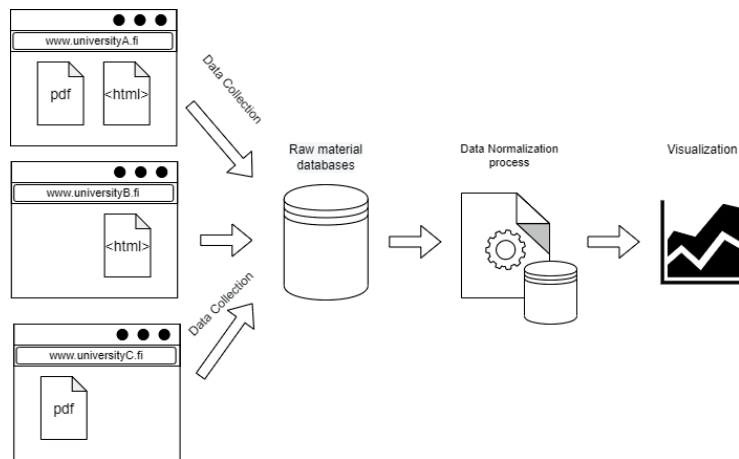 www.universityA.fi
pdf
<html>
Data Collection
www.universityB.fi
<html>
Data Collection
www.universityC.fi
pdf
Raw material
databases
Data Normalization
process
Visualization